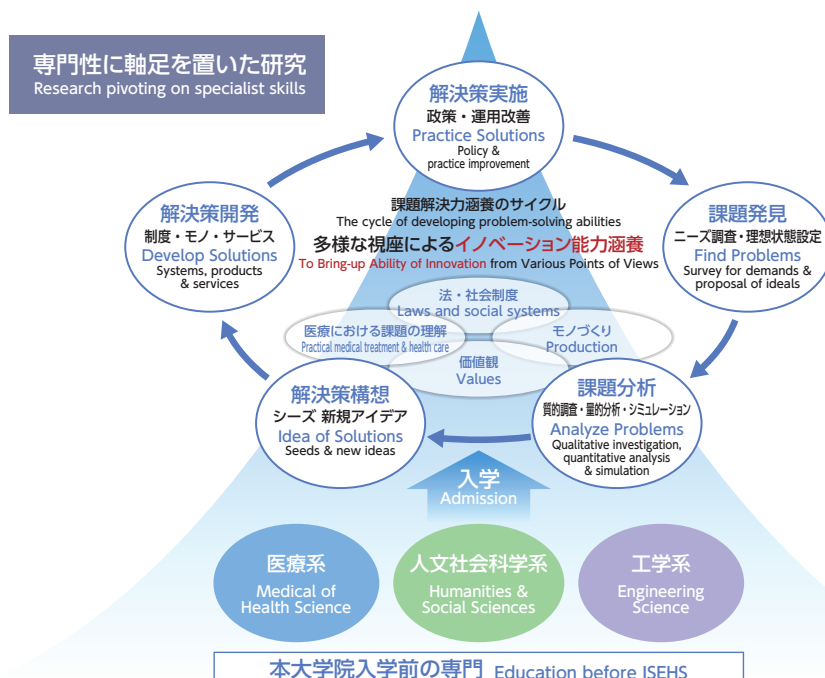 専門性に軸足を置いた研究
Research pivoting on specialist skills
解決策実施
政策・運用改善
Practice Solutions
Policy &
practice improvement
解決策開発
制度・モノ・サービス
Develop Solutions
Systems, products
& services
課題解決力涵養のサイクル
The cycle of developing problem-solving abilities
多様な視座によるイノベーション能力涵養
To Bring-up Ability of Innovation from Various Points of Views
課題発見
ニーズ調査・理想状態設定
Find Problems
Survey for demands &
proposal of ideals
法・社会制度
Laws and social systems
医療における課題の理解
Practical medical treatment & health care
モノづくり
Production
価値観
Values
解決策構想
シーズ 新規アイデア
Idea of Solutions
Seeds & new ideas
課題分析
質的調査・量的分析・シミュレーション
Analyze Problems
Qualitative investigation,
quantitative analysis
& simulation
入学
Admission
医療系
Medical of
Health Science
人文社会科学系
Humanities &
Social Sciences
工学系
Engineering
Science
本大学院入学前の専門 Education before ISEHS